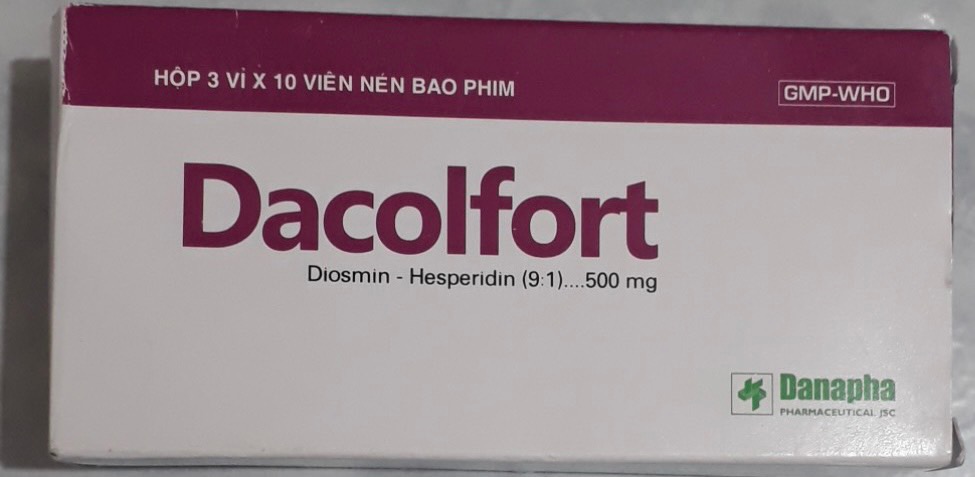 HỘP 3 VỈ X 10 VIÊN NÉN BAO PHIM
GMP-WHO
Dacolfort
Diosmin - Hesperidin (9:1)....500 mg
Danapha
PHARMACEUTICAL JSC